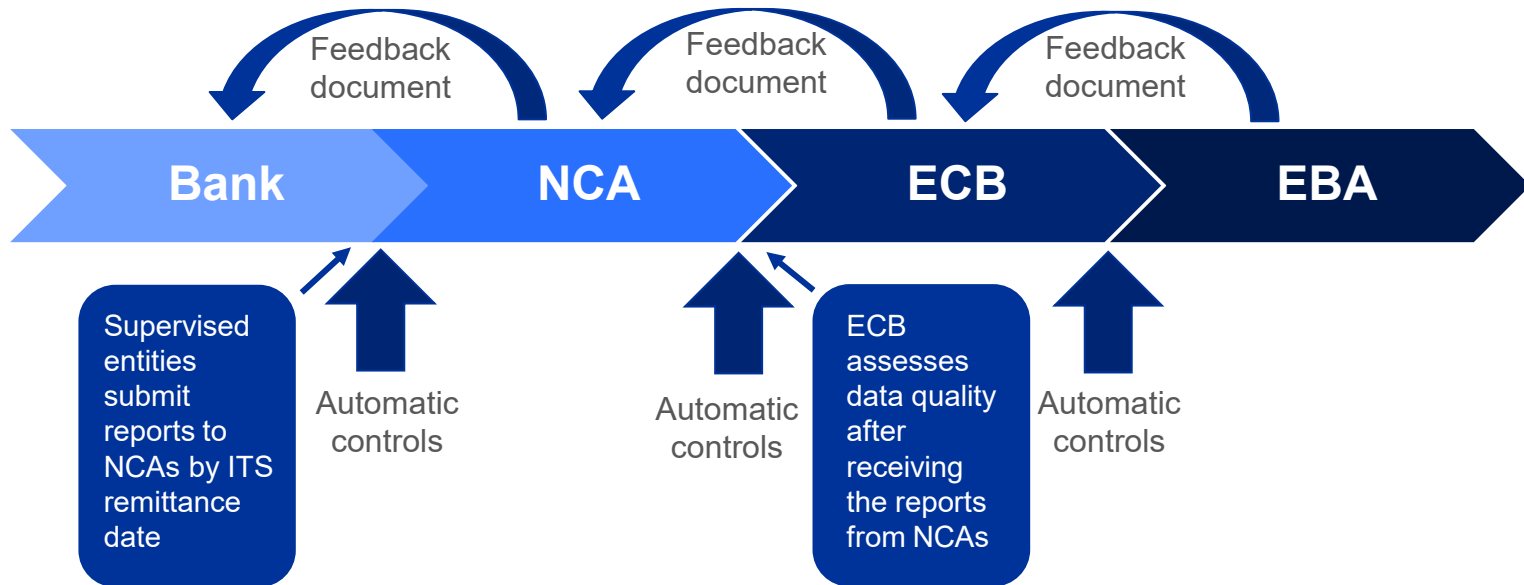 Feedback
document
Feedback
document
Feedback
document
Bank
NCA
ECB
EBA
Supervised
entities
submit
reports to
NCAs by ITS
remittance
date
Automatic
controls
Automatic
controls
ECB
assesses
data quality
after
receiving
the reports
from NCAs
Automatic
controls